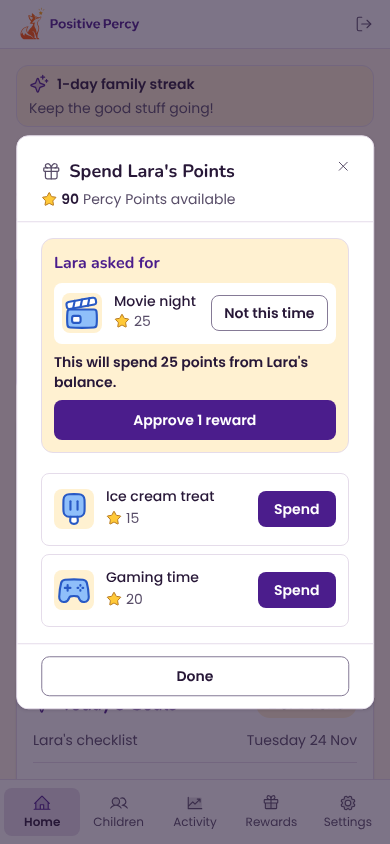 Positive Percy
1-day family streak
Keep the good stuff going!
Spend Lara's Points
90 Percy Points available
Lara asked for
Movie night
25
Not this time
This will spend 25 points from Lara's
balance.
Approve 1 reward
Ice cream treat
15
Spend
Gaming time
20
Spend
Done
Lara's checklist
Tuesday 24 Nov
Home
Children
Activity
Rewards
Settings